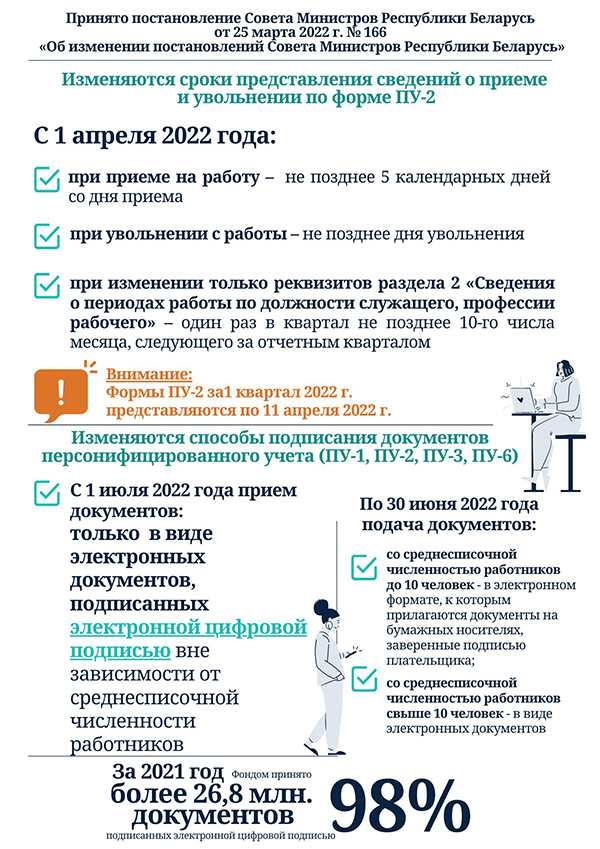 Принято постановление Совета Министров Республики Беларусь
от 25 марта 2022 г. № 166
«Об изменении постановлений Совета Министров Республики Беларусь»
Изменяются сроки представления сведений о приеме
и увольнении по форме ПУ-2
С 1 апреля 2022 года:
при приеме на работу – не позднее 5 календарных дней
со дня приема
при увольнении с работы – не позднее дня увольнения
при изменении только реквизитов раздела 2 «Сведения
о периодах работы по должности служащего, профессии
рабочего» – один раз в квартал не позднее 10-го числа
месяца, следующего за отчетным кварталом
Внимание:
Формы ПУ-2 за1 квартал 2022 г.
представляются по 11 апреля 2022 г.
Изменяются способы подписания документов
персонифицированного учета (ПУ-1, ПУ-2, ПУ-3, ПУ-6)
С 1 июля 2022 года прием
документов:
только в виде
электронных
документов,
подписанных
электронной цифровой
подписью вне
зависимости от
среднесписочной
численности
работников
По 30 июня 2022 года
подача документов:
со среднесписочной
численностью работников
до 10 человек - в электронном
формате, к которым
прилагаются документы на
бумажных носителях,
заверенные подписью
плательщика;
со среднесписочной
численностью работников
свыше 10 человек - в виде
электронных документов
За 2021 год Фондом принято
более 26,8 млн.
документов
подписанных электронной цифровой подписью
98%